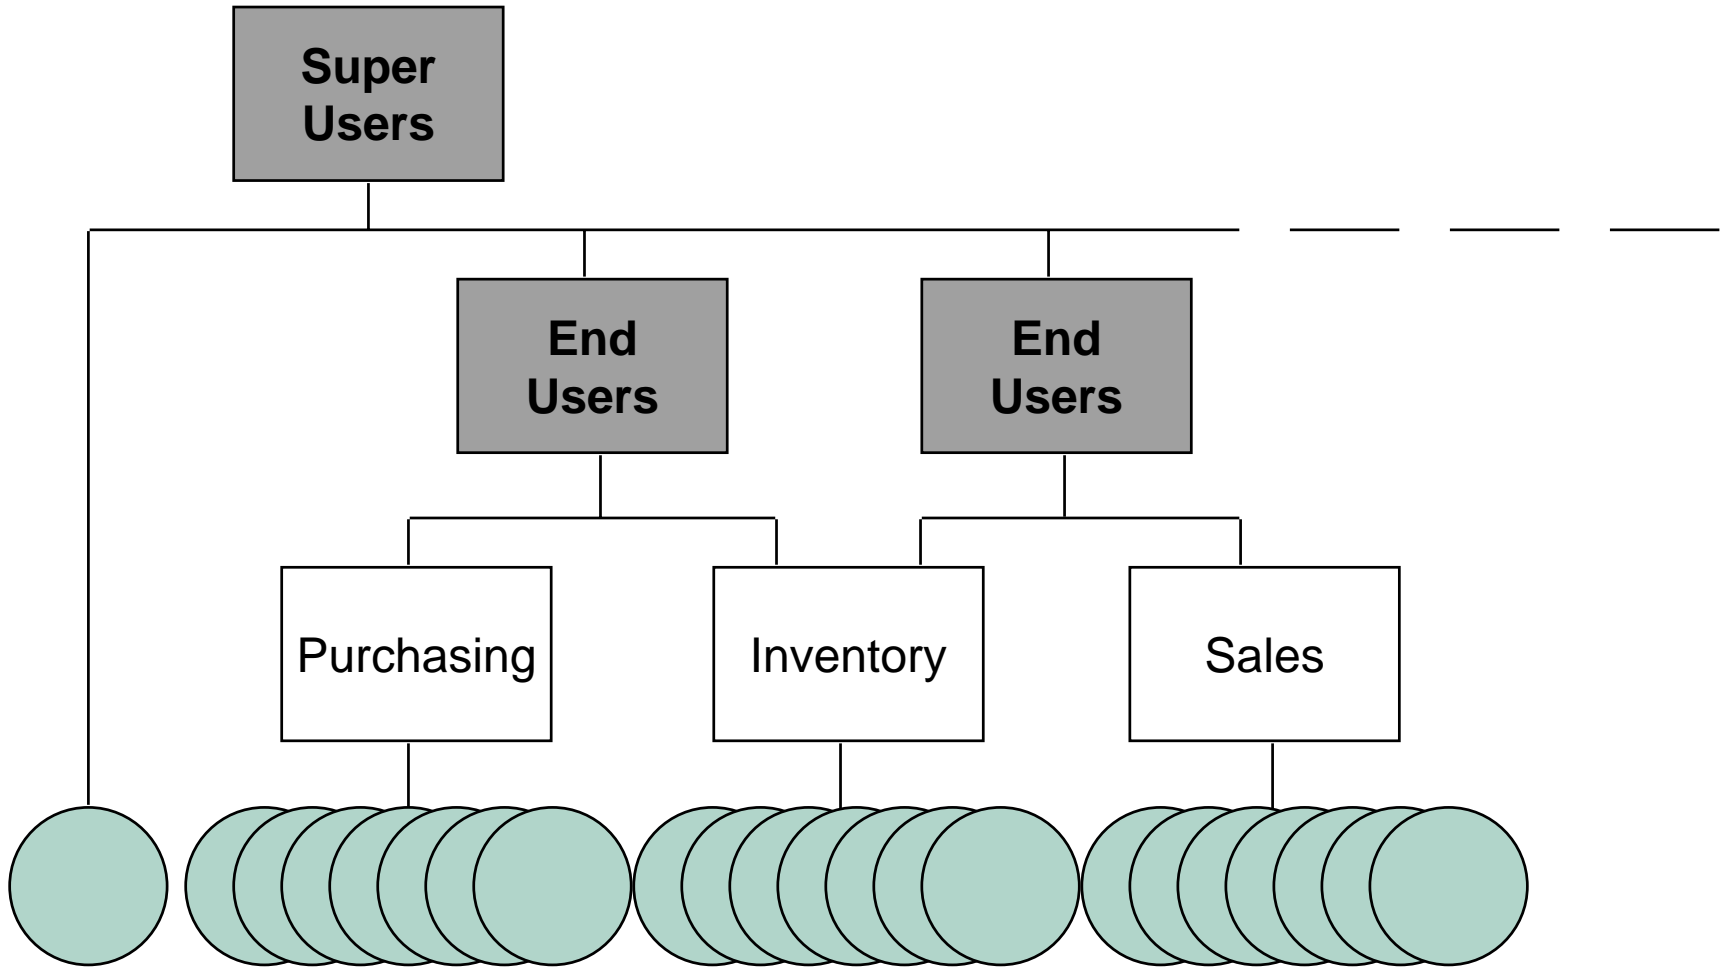 Super
Users
End
Users
End
Users
Purchasing
Inventory
Sales